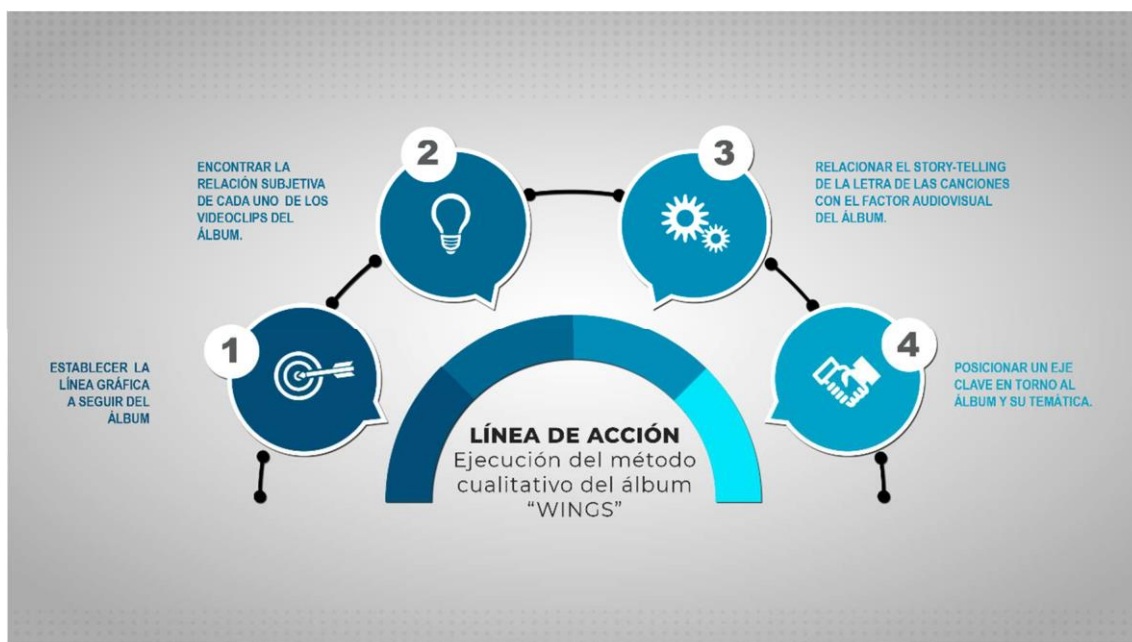 1
ESTABLECER LA
LÍNEA GRÁFICA
A SEGUIR DEL
ÁLBUM
2
ENCONTRAR LA
RELACIÓN SUBJETIVA
DE CADA UNO DE LOS
VIDEOCLIPS DEL
ÁLBUM.
3
RELACIONAR EL STORY-TELLING
DE LA LETRA DE LAS CANCIONES
CON EL FACTOR AUDIOVISUAL
DEL ÁLBUM.
4
POSICIONAR UN EJE
CLAVE EN TORNO AL
ÁLBUM Y SU TEMÁTICA.
LÍNEA DE ACCIÓN
Ejecución del método
cualitativo del álbum
“WINGS”